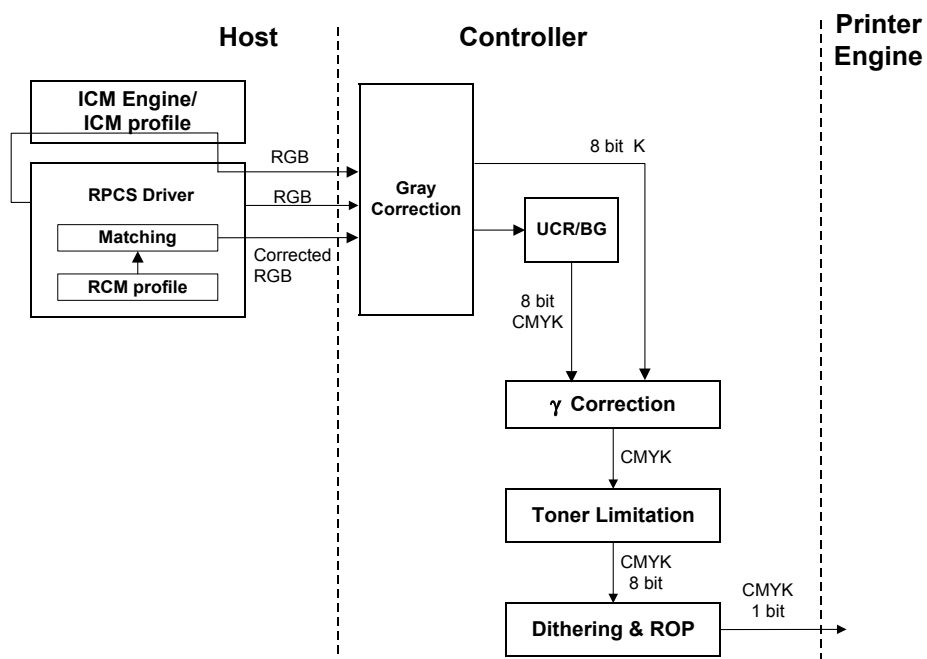 Host
Controller
Printer
Engine
ICM Engine/
ICM profile
RPCS Driver
Matching
RCM profile
RGB
RGB
Corrected
RGB
Gray
Correction
8 bit K
UCR/BG
8 bit
CMYK
γ Correction
CMYK
Toner Limitation
CMYK
8 bit
Dithering & ROP
CMYK
1 bit